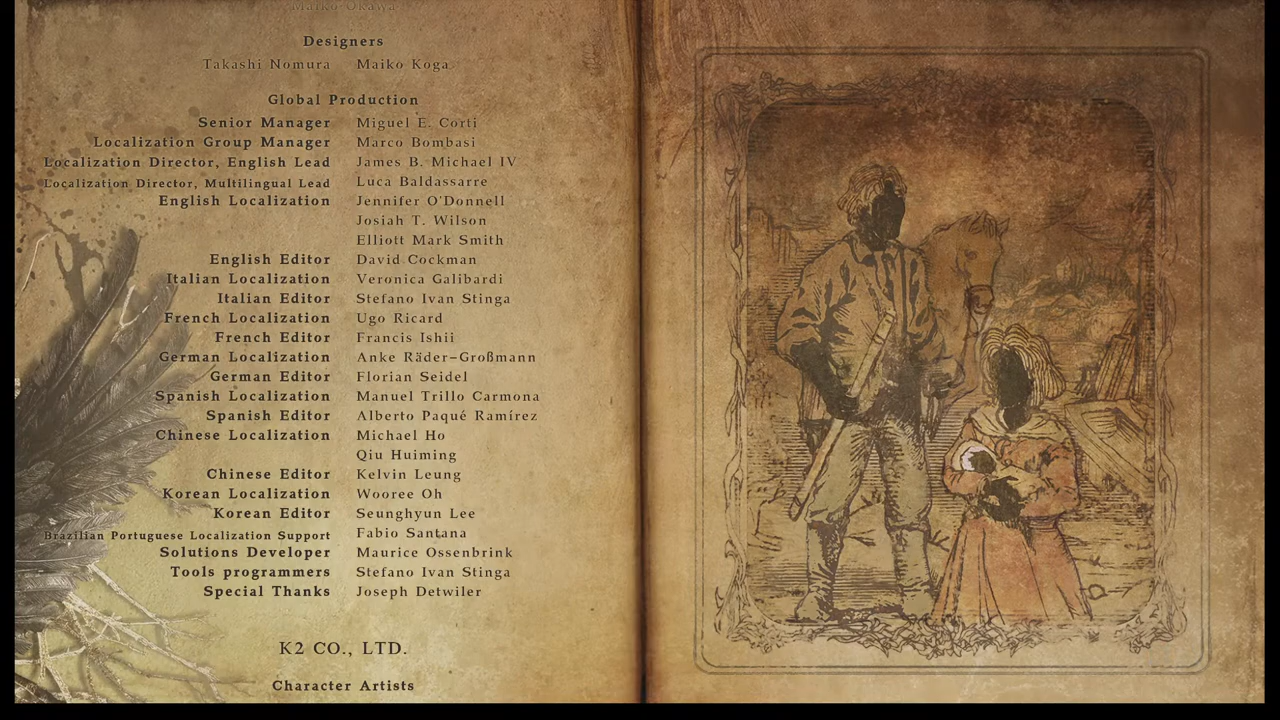 Maiko Okawa
Designers
Takashi Nomura Maiko Koga
Global Production
Senior Manager Miguel E. Corti
Localization Group Manager Marco Bombasi
Localization Director, English Lead James B. Michael IV
Localization Director, Multilingual Lead Luca Baldassarre
English Localization Jennifer O'Donnell
Josiah T. Wilson
Elliott Mark Smith
English Editor David Cockman
Italian Localization Veronica Galibardi
Italian Editor Stefano Ivan Stinga
French Localization Ugo Ricard
French Editor Francis Ishii
German Localization Anke Räder–Großmann
German Editor Florian Seidel
Spanish Localization Manuel Trillo Carmona
Spanish Editor Alberto Paqué Ramírez
Chinese Localization Michael Ho
Qiu Huiming
Chinese Editor Kelvin Leung
Korean Localization Wooree Oh
Korean Editor Seunghyun Lee
Brazilian Portuguese Localization Support Fabio Santana
Solutions Developer Maurice Ossenbrink
Tools programmers Stefano Ivan Stinga
Special Thanks Joseph Detwiler
K2 CO., LTD.
Character Artists